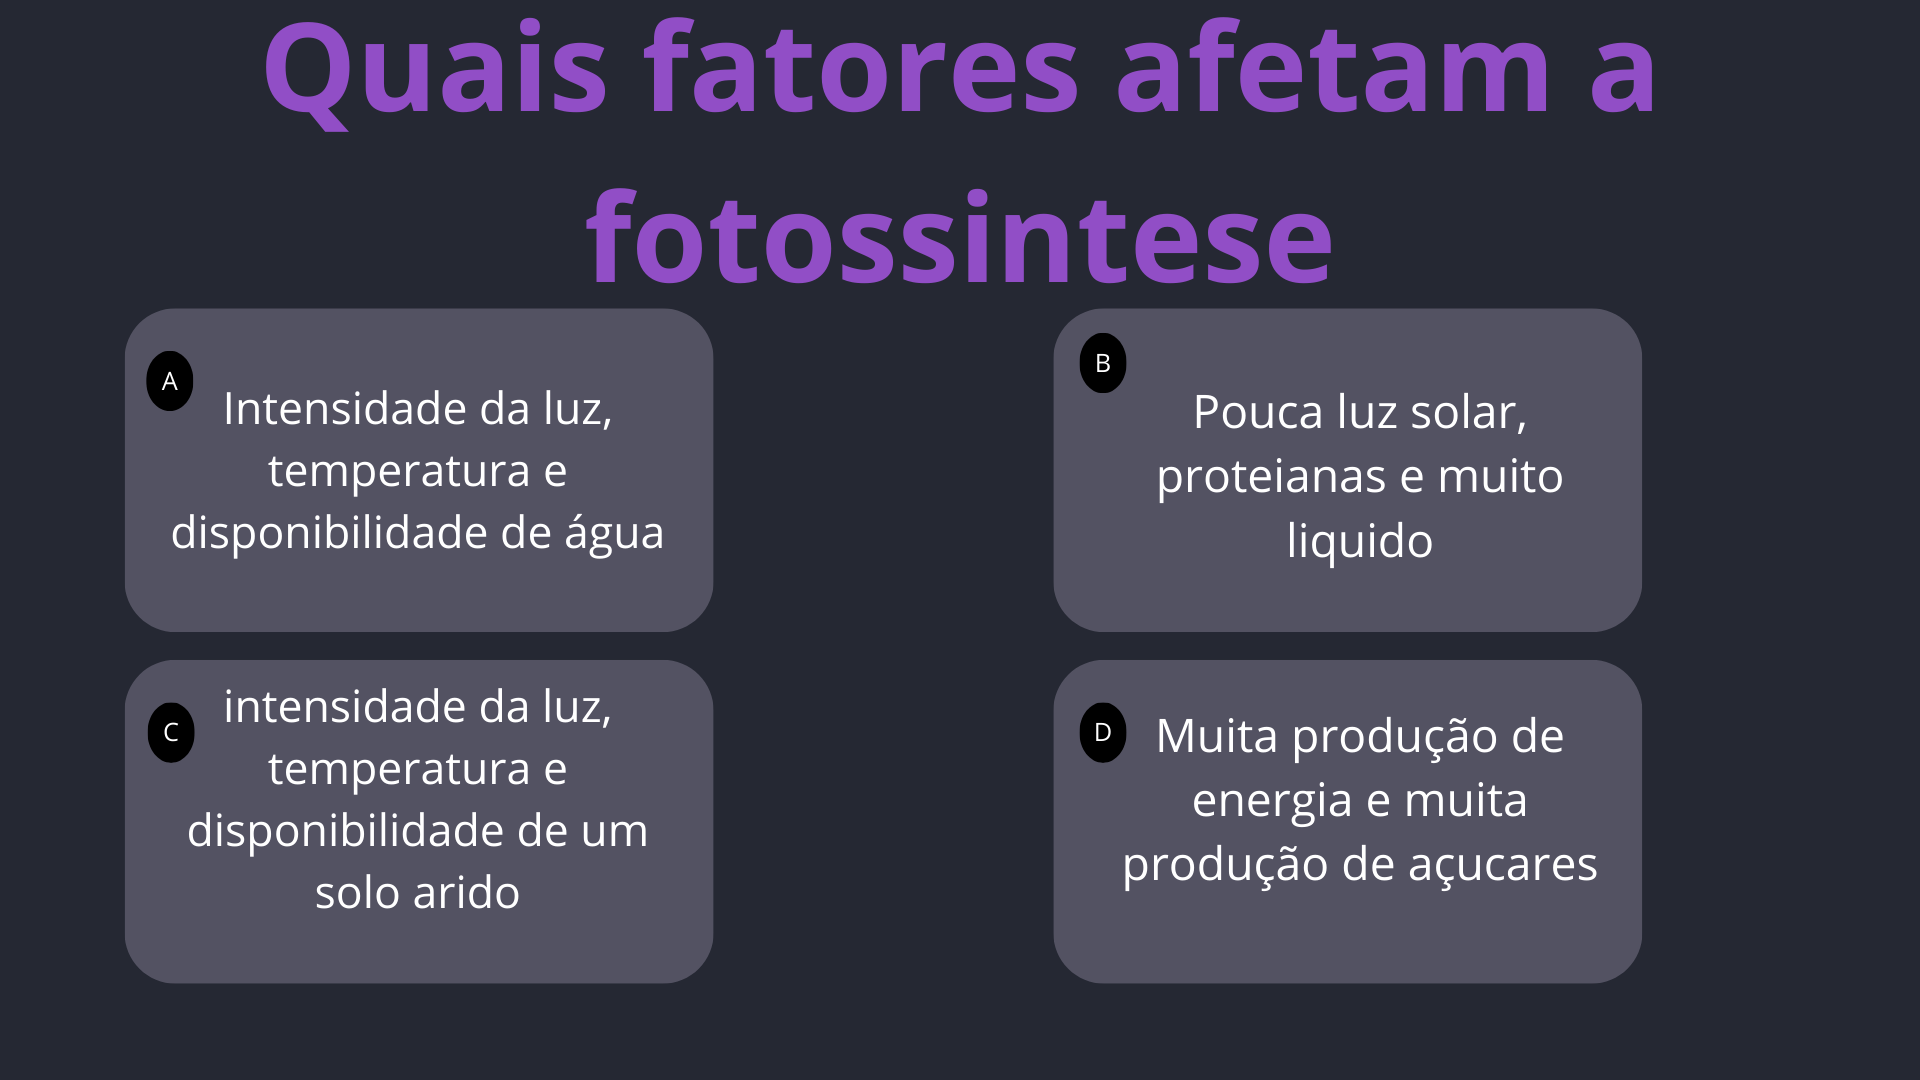 Quais fatores afetam a
fotossintese
A
Intensidade da luz,
temperatura e
disponibilidade de água
B
Pouca luz solar,
proteianas e muito
liquido
C
intensidade da luz,
temperatura e
disponibilidade de um
solo arido
D
Muita produção de
energia e muita
produção de açucares